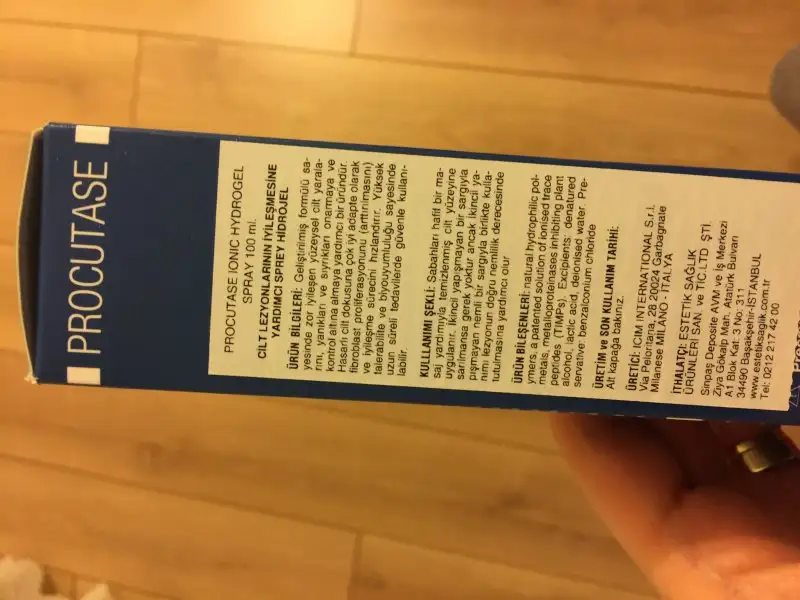 PROCUTASE
PROCUTASE IONIC HYDROGEL
SPRAY 100 ml.
CİLT LEZYONLARININ İYİLEŞMESİNE
YARDIMCI SPREY HİDROJEL
ÜRÜN BİLGİLERİ: Geliştirilmiş formülü sa-
yesinde zor iyileşen yüzeysel cilt yarala-
rını, yanıkları ve sıyrıkları onarmaya ve
kontrol altına almaya yardımcı bir üründür.
Hasarlı cilt dokusuna çok iyi adapte olarak
fibroblast proliferasyonunu (arttırılmasını)
ve iyileşme sürecini hızlandırır. Yüksek
talerabilite ve biyouyumluluğu sayesinde
uzun süreli tedavilerde güvenle kullanı-
labilir.
KULLLANIMI ŞEKLİ: Sabahları hafif bir ma-
saj yardımıyla temizlenmiş cilt yüzeyine
uygulanır. İkincil yapışmayan bir sargıyla
sarılmansa gerek yoktur ancak ikincil ya-
pışmayan nemli bir sargıyla birlikte kulla-
nımı lezyonun doğru nemlilik derecesinde
tutulmasına yardımcı olur
ÜRÜN BİLEŞENLERİ: natural hydrophilic pol-
ymers, a patented solution of ionised trace
metals, metalloproteinases inhibiting plant
peptides (TIMPs). Excipients: denatured
alcohol, lactic acid, deionised water. Pre-
servative: benzalconium chloride
ÜRETİM ve SON KULLANIM TARİHİ:
Alt kapağa bakınız.
ÜRETİCİ: ICIM INTERNATIONAL S.r.l.
Via Peloritana, 28 20024 Garbagnate
Milanese MILANO - İTALYA
İTHALATÇI: ESTETİK SAĞLIK
ÜRÜNLERİ SAN. ve TİC.LTD. ŞTİ.
Sinpaş Deposite AVM ve İş Merkezi
Ziya Gökalp Mah. Atatürk Bulvarı
A1 Blok Kat: 3 No: 311
34490 Başakşehir-İSTANBUL
www.estetiksaglik.com.tr
Tel: 0212 217 42 00